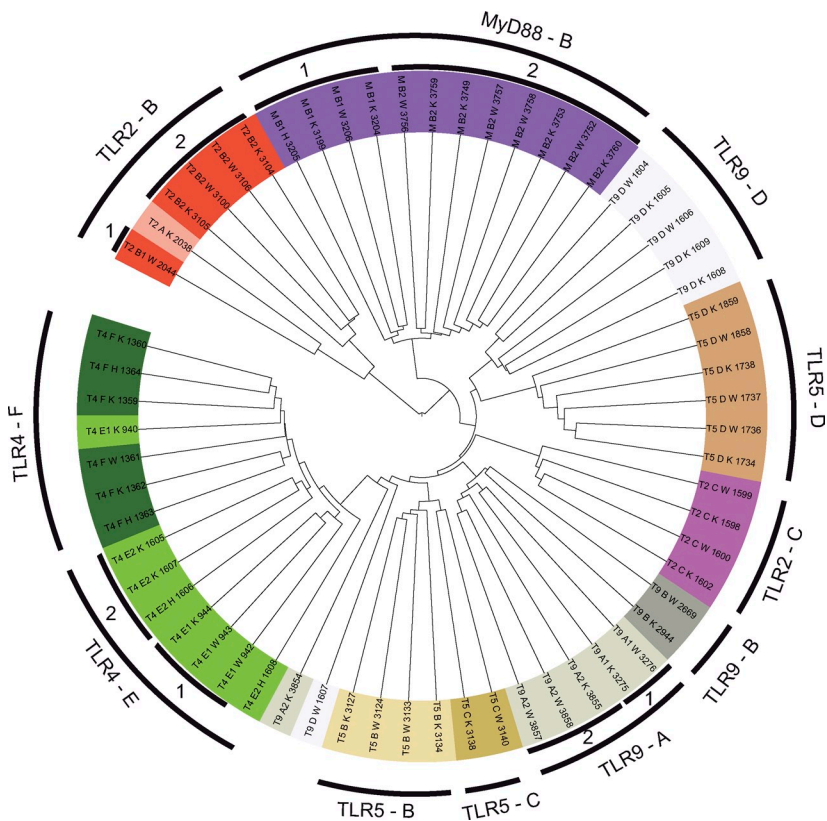 MyD88 - B
1
2
TLR2 - B
1
2
TLR9 - D
TLR5 - D
TLR2 - C
TLR9 - B
TLR9 - A
1
2
TLR5 - C
TLR5 - B
TLR4 - E
1
2
TLR4 - F
T2 B1 W 2044
T2 A K 2038
T2 B2 K 3105
T2 B2 W 3100
T2 B2 W 3106
T2 B2 K 3104
M B1 H 3205
M B1 K 3199
M B1 W 3206
M B1 K 3204
M B2 W 3756
M B2 K 3759
M B2 K 3749
M B2 W 3757
M B2 W 3758
M B2 K 3753
M B2 W 3752
M B2 K 3760
T9 D W 1604
T9 D K 1605
T9 D W 1606
T9 D K 1609
T9 D K 1608
T5 D K 1859
T5 D W 1858
T5 D K 1738
T5 D W 1737
T5 D W 1736
T5 D K 1734
T2 C W 1599
T2 C K 1598
T2 C W 1600
T2 C K 1602
T9 B W 2669
T9 B K 2944
T9 A1 W 3276
T9 A1 K 3275
T9 A2 K 3855
T9 A2 W 3858
T9 A2 W 3857
T5 C W 3140
T5 C K 3138
T5 B K 3134
T5 B W 3133
T5 B W 3124
T5 B K 3127
T9 D W 1607
T9 A2 K 3854
T4 E2 H 1608
T4 E1 W 942
T4 E1 W 943
T4 E1 K 944
T4 E2 H 1606
T4 E2 K 1607
T4 E2 K 1605
T4 F H 1363
T4 F K 1362
T4 F W 1361
T4 E1 K 940
T4 F K 1359
T4 F H 1364
T4 F K 1360